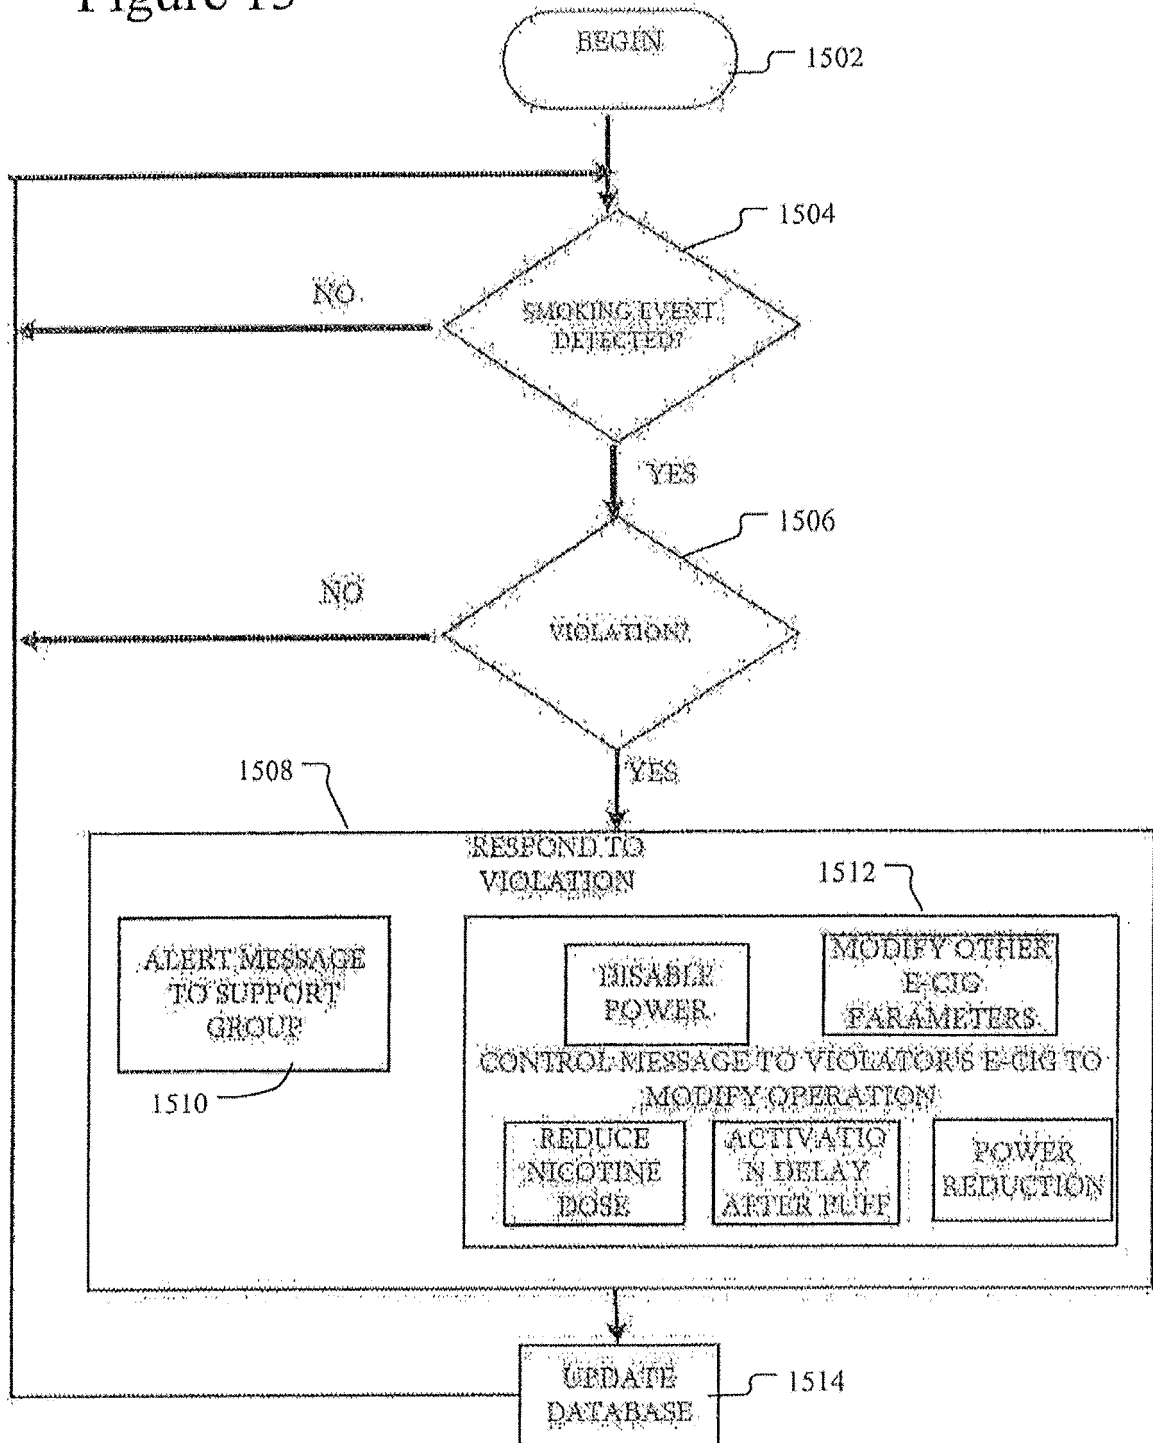 Figure 15
BEGIN
1502
1504
NO
SMOKING EVENT
DETECTED?
YES
1506
NO
VIOLATION?
YES
1508
RESPOND TO
VIOLATION
1512
ALERT MESSAGE
TO SUPPORT
GROUP
1510
DISABLE
POWER
MODIFY OTHER
E-CIG
PARAMETERS
CONTROL MESSAGE TO VIOLATOR'S E-CIG TO
MODIFY OPERATION
REDUCE
NICOTINE
DOSE
ACTIVATIO
N DELAY
AFTER PUFF
POWER
REDUCTION
UPDATE
DATABASE
1514